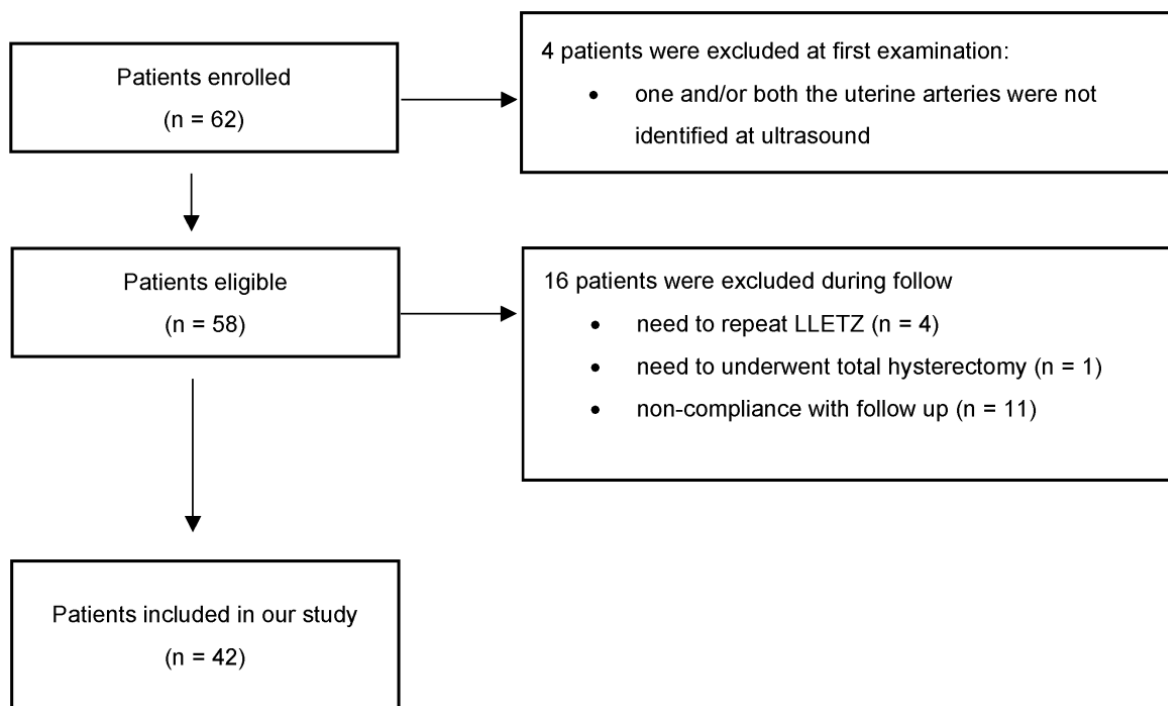 Patients enrolled
(n = 62)
4 patients were excluded at first examination:
• one and/or both the uterine arteries were not
identified at ultrasound
Patients eligible
(n = 58)
16 patients were excluded during follow
• need to repeat LLETZ (n = 4)
• need to underwent total hysterectomy (n = 1)
• non-compliance with follow up (n = 11)
Patients included in our study
(n = 42)